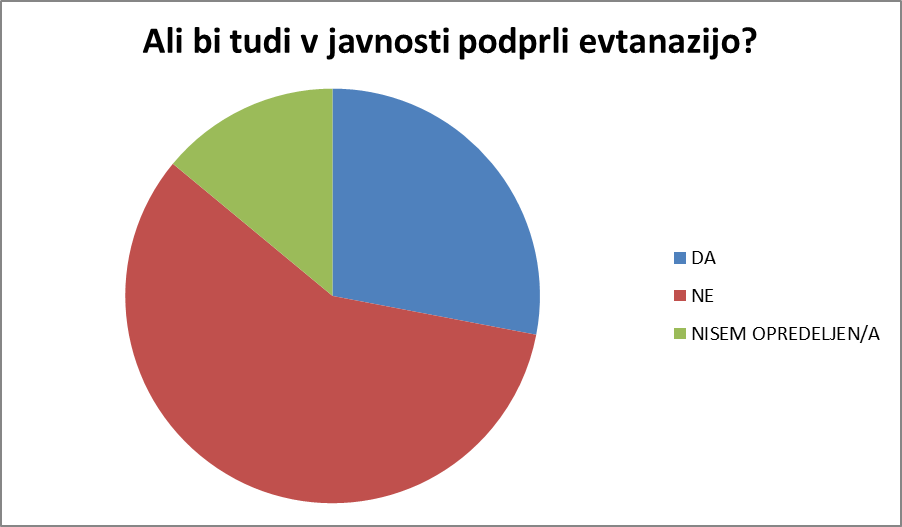 Ali bi tudi v javnosti podprli evtanazijo?
DA
NE
NISEM OPREDELJEN/A